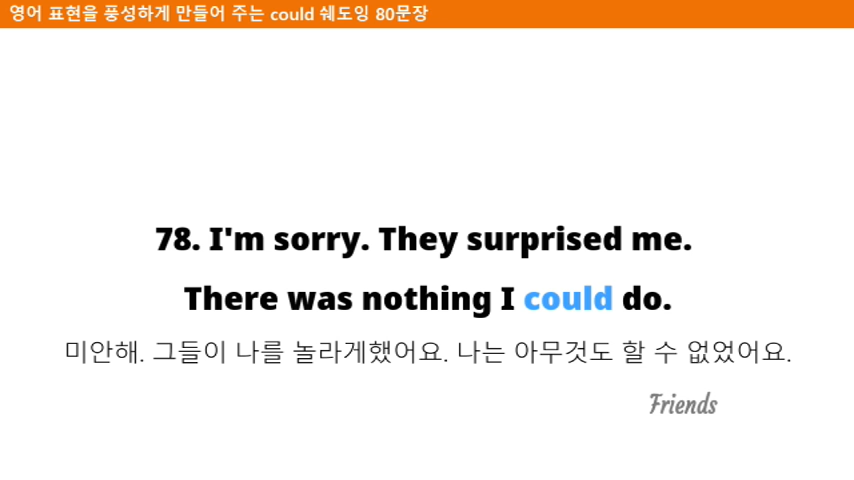 영어 표현을 풍성하게 만들어 주는 could 쉐도잉 80문장
78. I'm sorry. They surprised me.
There was nothing I could do.
미안해. 그들이 나를 놀라게했어요. 나는 아무것도 할 수 없었어요.
Friends